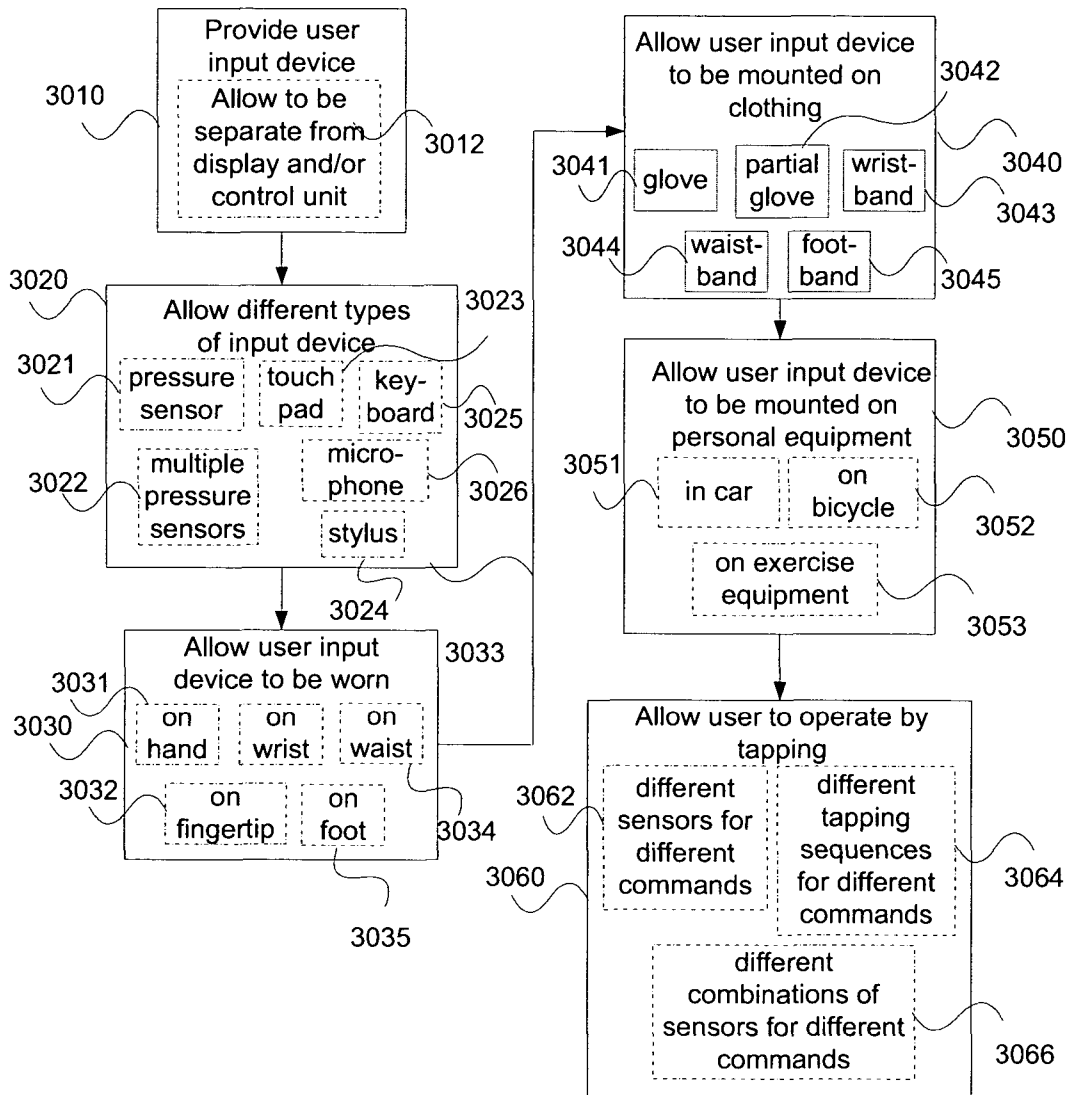 Provide user
input device
3010
Allow to be
separate from
display and/or
control unit
3012
3020
Allow different types
of input device
3023
3021
pressure
sensor
touch
pad
key-
board
3025
3022
multiple
pressure
sensors
micro-
phone
3026
stylus
3024
Allow user input
device to be worn
3033
3031
3030
on
hand
on
wrist
on
waist
3032
on
fingertip
on
foot
3034
3035
Allow user input device
to be mounted on
clothing
3042
3040
3041
glove
partial
glove
wrist-
band
3043
3044
waist-
band
foot-
band
3045
Allow user input device
to be mounted on
personal equipment
3050
3051
in car
on
bicycle
3052
on exercise
equipment
3053
Allow user to operate by
tapping
3062
different
sensors for
different
commands
different
tapping
sequences
for different
commands
3064
3060
different
combinations of
sensors for different
commands
3066